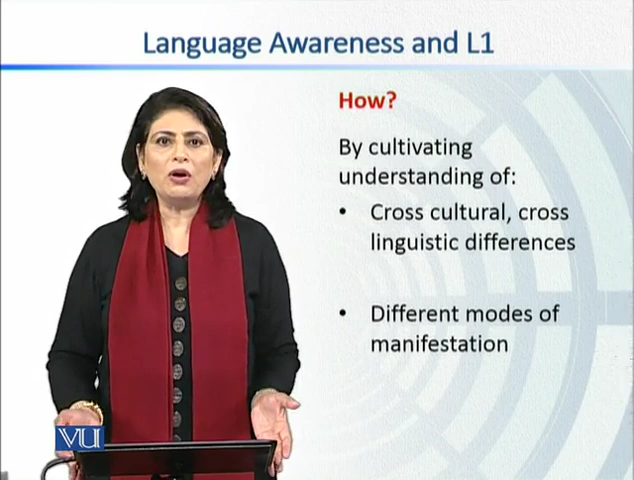 Language Awareness and L1
How?
By cultivating
understanding of:
• Cross cultural, cross
linguistic differences
• Different modes of
manifestation
VU